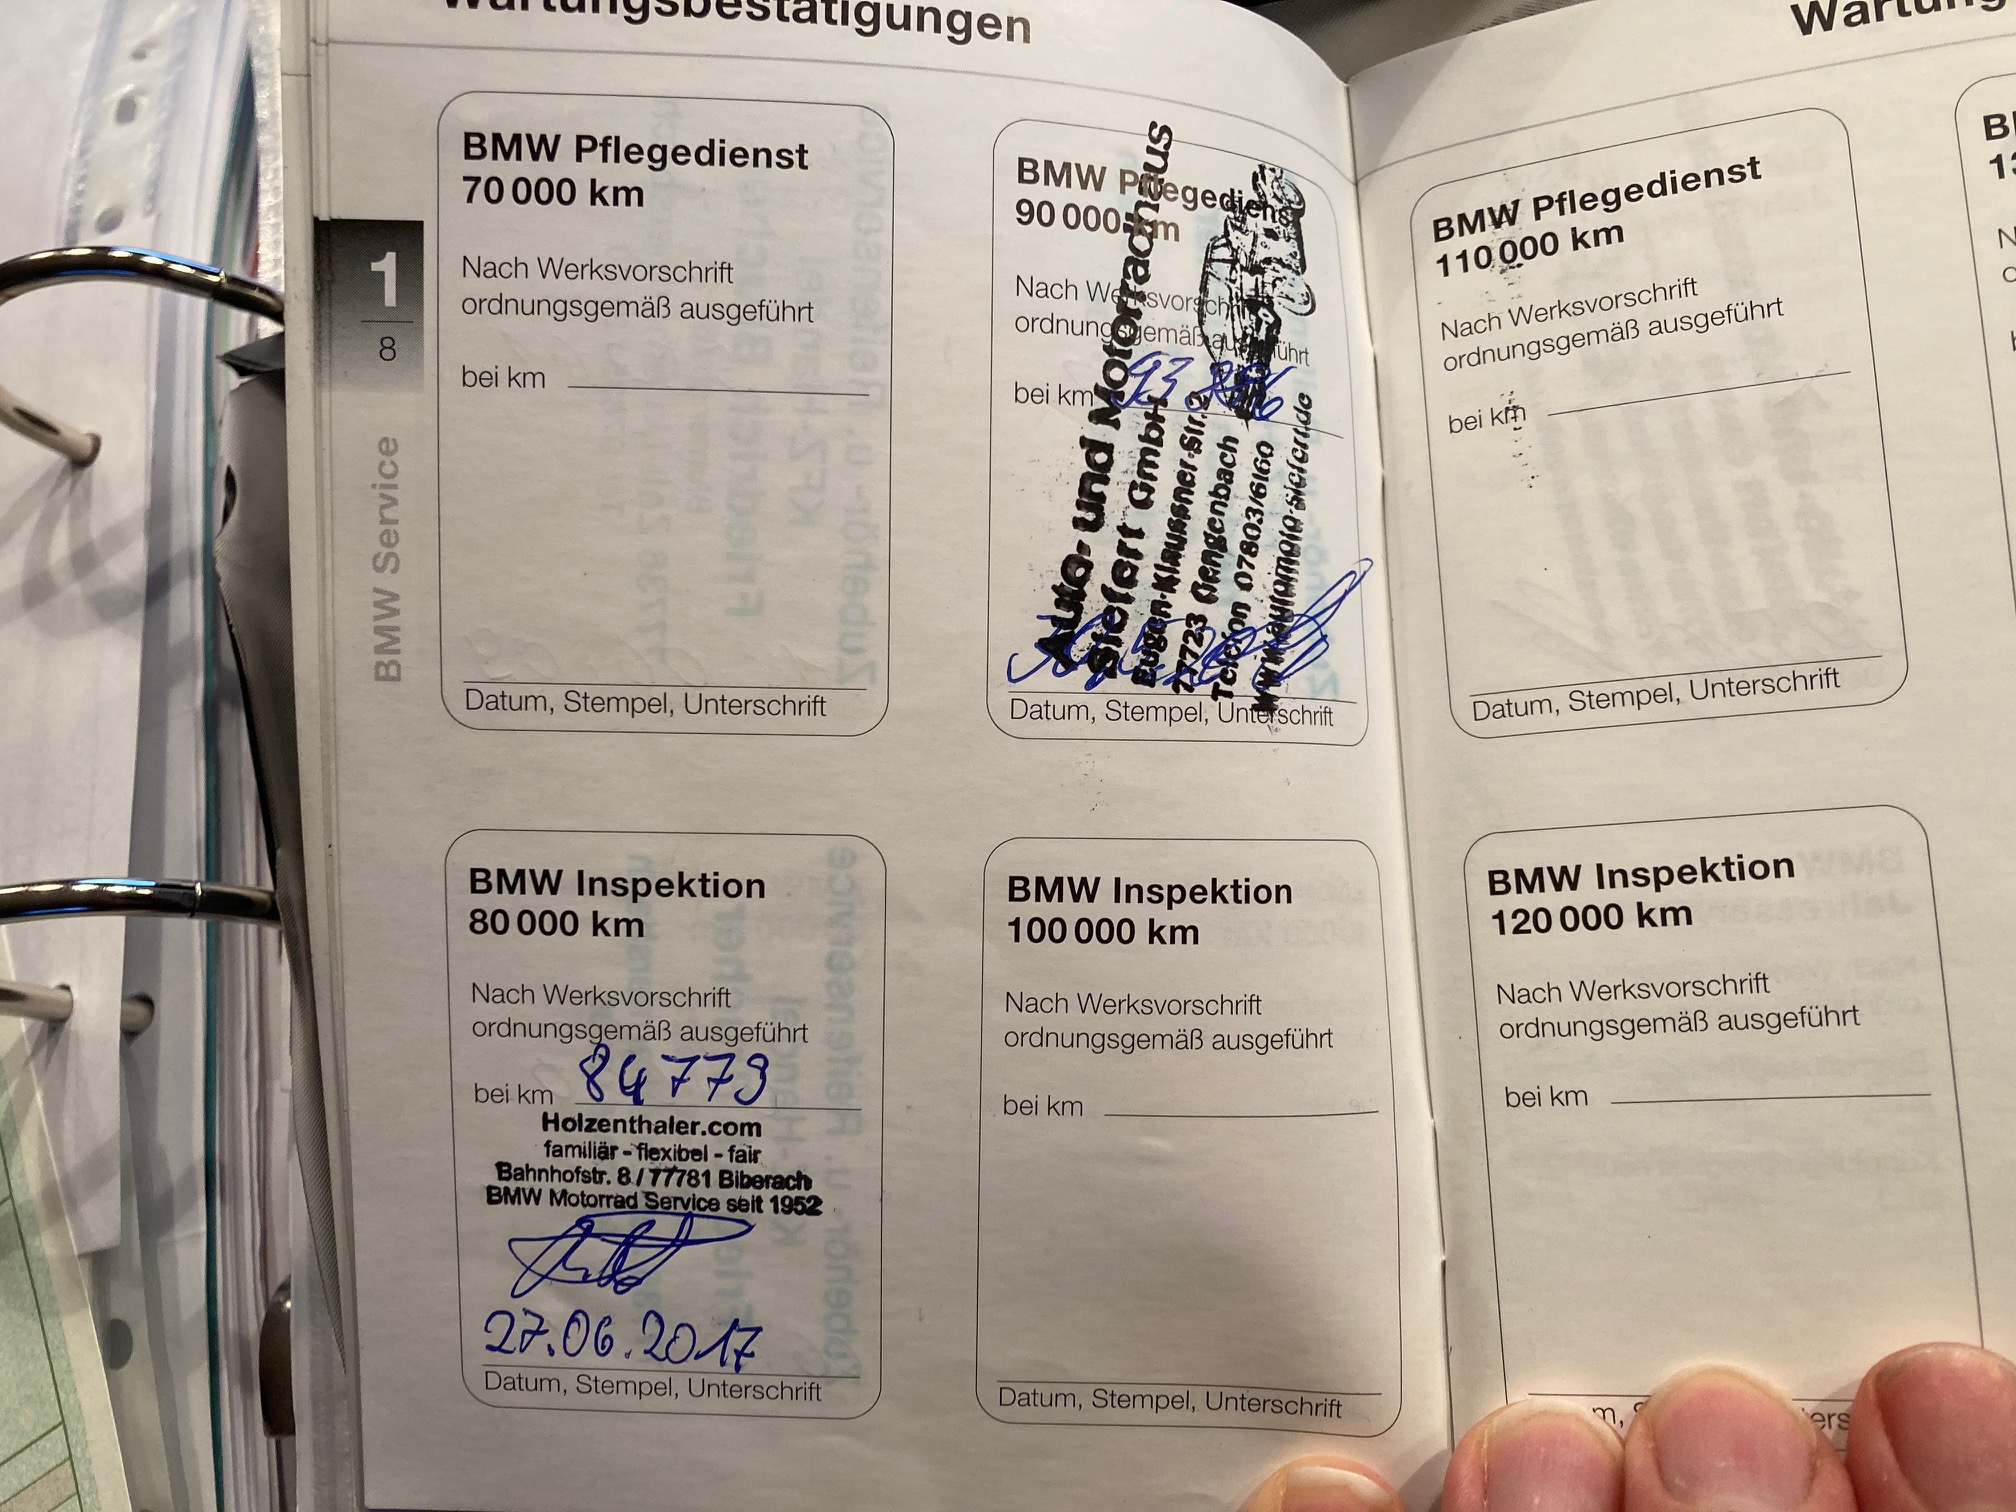 Wartungsbestätigungen
1
8
BMW Service
BMW Pflegedienst
70 000 km
Nach Werksvorschrift
ordnungsgemäß ausgeführt
bei km
Datum, Stempel, Unterschrift
BMW Pflegedienst
90 000 km
Nach Werksvorschrift
ordnungsgemäß ausgeführt
bei km 93
Auto- und Motorradhaus
Siefert GmbH
Eugen-Klaußner-Str. 2
77723 Gengenbach
Telefon 07803/6160
Datum, Stempel, Unterschrift
BMW Inspektion
80 000 km
Nach Werksvorschrift
ordnungsgemäß ausgeführt
bei km 84779
Holzenthaler.com
familiär - flexibel - fair
Bahnhofstr. 8 / 77781 Biberach
BMW Motorrad Service seit 1952
27.06.2017
Datum, Stempel, Unterschrift
BMW Inspektion
100 000 km
Nach Werksvorschrift
ordnungsgemäß ausgeführt
bei km
Datum, Stempel, Unterschrift
BMW Pflegedienst
110 000 km
Nach Werksvorschrift
ordnungsgemäß ausgeführt
bei km
Datum, Stempel, Unterschrift
BMW Inspektion
120 000 km
Nach Werksvorschrift
ordnungsgemäß ausgeführt
bei km